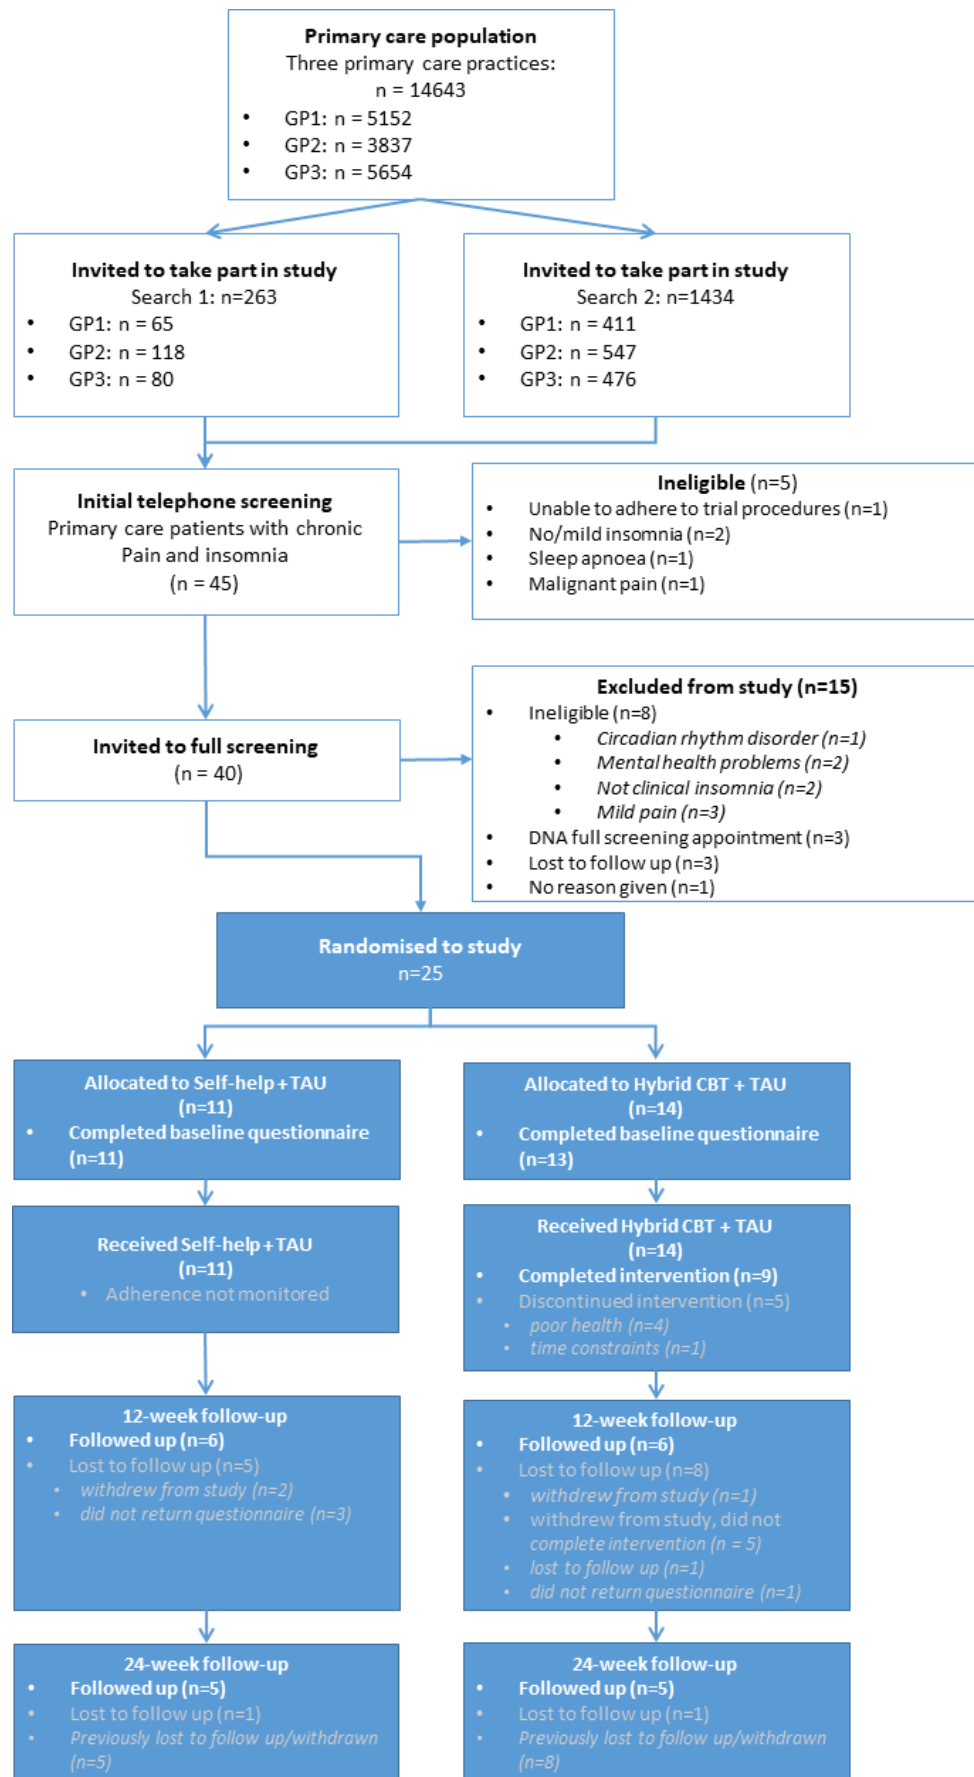 Primary care population
Three primary care practices:
n = 14643
• GP1: n = 5152
• GP2: n = 3837
• GP3: n = 5654
Invited to take part in study
Search 1: n=263
• GP1: n = 65
• GP2: n = 118
• GP3: n = 80
Invited to take part in study
Search 2: n=1434
• GP1: n = 411
• GP2: n = 547
• GP3: n = 476
Initial telephone screening
Primary care patients with chronic
Pain and insomnia
(n = 45)
Ineligible (n=5)
• Unable to adhere to trial procedures (n=1)
• No/mild insomnia (n=2)
• Sleep apnoea (n=1)
• Malignant pain (n=1)
Invited to full screening
(n = 40)
Excluded from study (n=15)
• Ineligible (n=8)
• Circadian rhythm disorder (n=1)
• Mental health problems (n=2)
• Not clinical insomnia (n=2)
• Mild pain (n=3)
• DNA full screening appointment (n=3)
• Lost to follow up (n=3)
• No reason given (n=1)
Randomised to study
n=25
Allocated to Self-help + TAU
(n=11)
• Completed baseline questionnaire
(n=11)
Allocated to Hybrid CBT + TAU
(n=14)
• Completed baseline questionnaire
(n=13)
Received Self-help + TAU
(n=11)
• Adherence not monitored
Received Hybrid CBT + TAU
(n=14)
• Completed intervention (n=9)
• Discontinued intervention (n=5)
• poor health (n=4)
• time constraints (n=1)
12-week follow-up
• Followed up (n=6)
• Lost to follow up (n=5)
• withdrew from study (n=2)
• did not return questionnaire (n=3)
12-week follow-up
• Followed up (n=6)
• Lost to follow up (n=8)
• withdrew from study (n=1)
• withdrew from study, did not
complete intervention (n = 5)
• lost to follow up (n=1)
• did not return questionnaire (n=1)
24-week follow-up
• Followed up (n=5)
• Lost to follow up (n=1)
• Previously lost to follow up/withdrawn
(n=5)
24-week follow-up
• Followed up (n=5)
• Lost to follow up (n=1)
• Previously lost to follow up/withdrawn
(n=8)